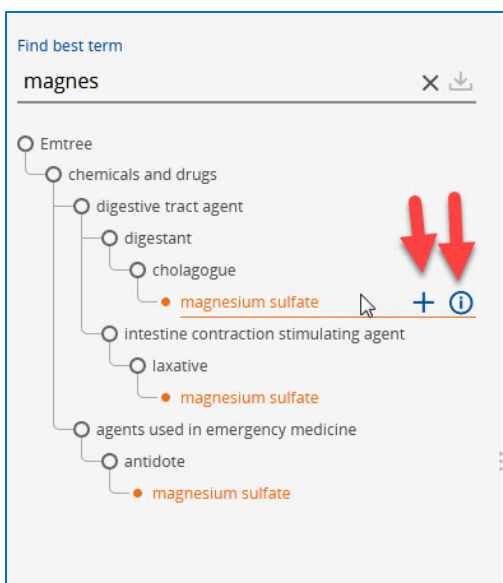 Find best term
magnes
Emtree
chemicals and drugs
digestive tract agent
digestant
cholagogue
magnesium sulfate
intestine contraction stimulating agent
laxative
magnesium sulfate
agents used in emergency medicine
antidote
magnesium sulfate